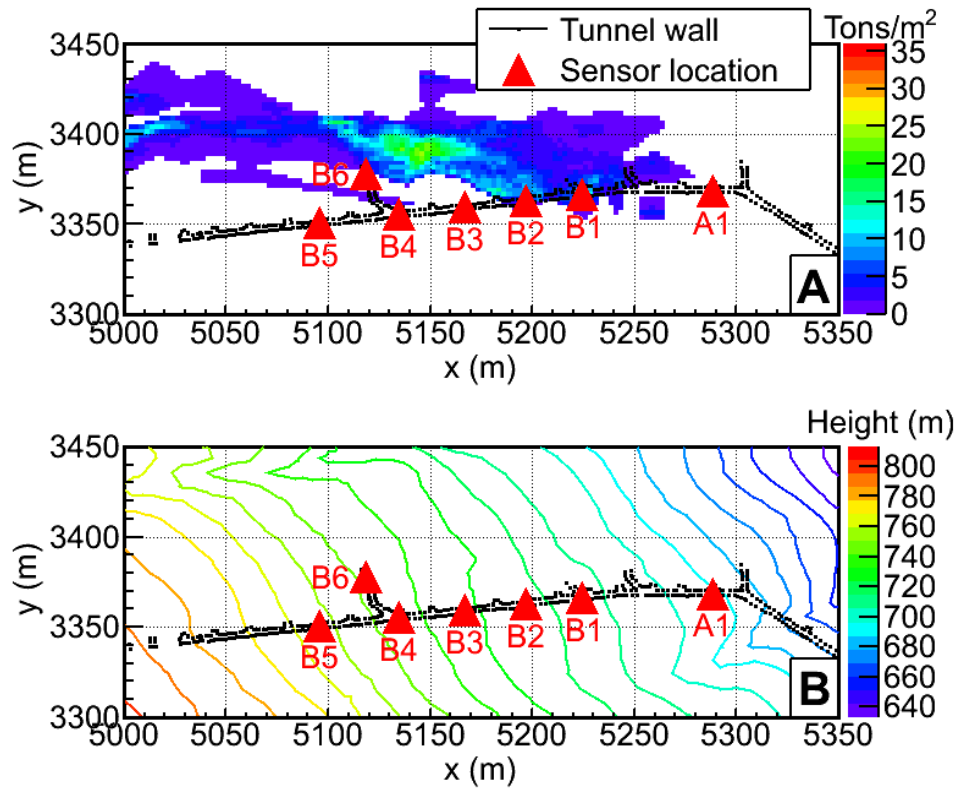 Tons/m²
Tunnel wall
Sensor location
3450
3400
3350
3300
y (m)
35
30
25
20
15
10
5
0
B6
B5
B4
B3
B2
B1
A1
A
5000
5050
5100
5150
5200
5250
5300
5350
x (m)
Height (m)
3450
3400
3350
3300
y (m)
800
780
760
740
720
700
680
660
640
B6
B5
B4
B3
B2
B1
A1
B
5000
5050
5100
5150
5200
5250
5300
5350
x (m)